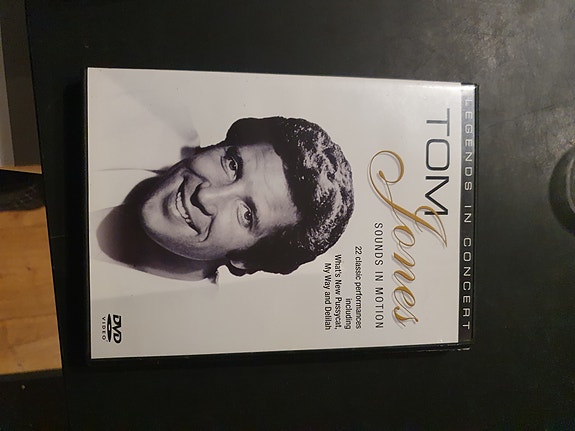 LEGENDS IN CONCERT
TOM
Jones
SOUNDS IN MOTION
22 classic performances
including
What's New Pussycat,
My Way and Delilah
DVD
VIDEO